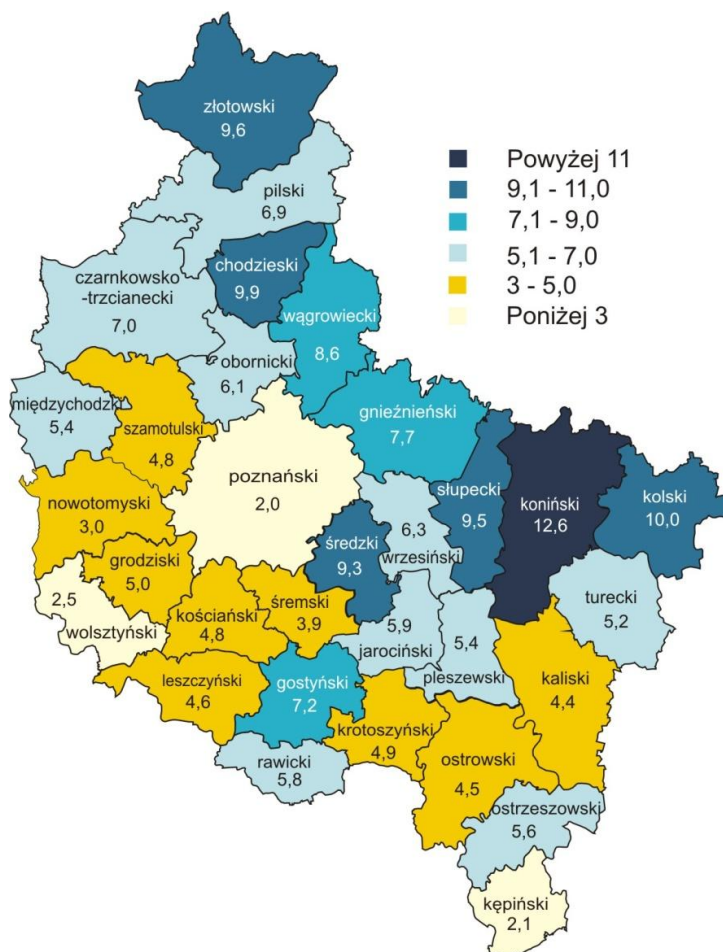 złotowski
9,6
Powyżej 11
9,1 - 11,0
7,1 - 9,0
5,1 - 7,0
3 - 5,0
Poniżej 3
pilski
6,9
chodzieski
9,9
czarnkowsko
-trzcianecki
7,0
wągrowiecki
8,6
obornicki
6,1
międzychodzki
5,4
szamotulski
4,8
gnieźnieński
7,7
poznański
2,0
nowotomyski
3,0
słupecki
9,5
koniński
12,6
kolski
10,0
6,3
wrzesiński
średzki
9,3
grodziski
5,0
2,5
wolsztyński
kościański
4,8
śremski
3,9
5,9
jarociński
5,4
pleszewski
turecki
5,2
leszczyński
4,6
gostyński
7,2
kaliski
4,4
krotoszyński
4,9
ostrowski
4,5
rawicki
5,8
ostrzeszowski
5,6
kępiński
2,1